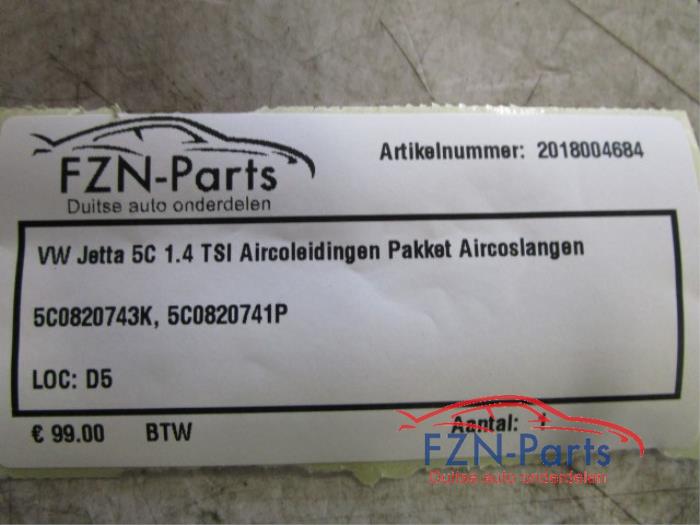 FZN-Parts
Duitse auto onderdelen
Artikelnummer: 2018004684
VW Jetta 5C 1.4 TSI Aircoleidingen Pakket Aircoslangen
5C0820743K, 5C0820741P
LOC: D5
€ 99.00 BTW Aantal: 1
FZN-Parts
Duitse auto onderdelen